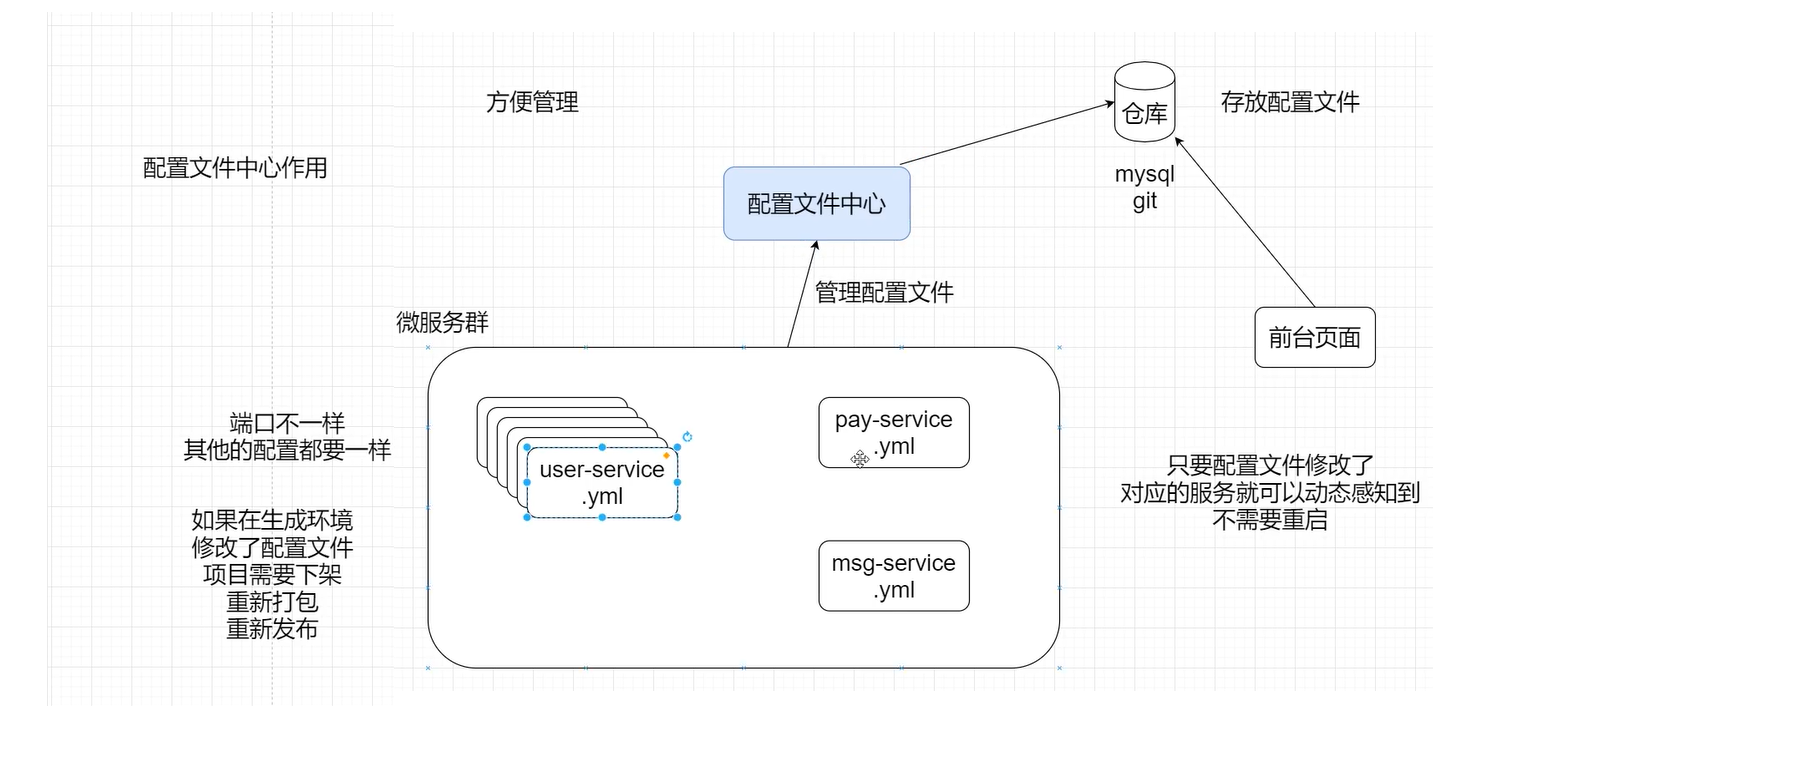 方便管理
仓库
存放配置文件
配置文件中心作用
mysql
git
配置文件中心
管理配置文件
微服务群
前台页面
端口不一样
其他的配置都要一样
user-service
.yml
pay-service
.yml
只要配置文件修改了
对应的服务就可以动态感知到
不需要重启
如果在生成环境
修改了配置文件
项目需要下架
重新打包
重新发布
msg-service
.yml